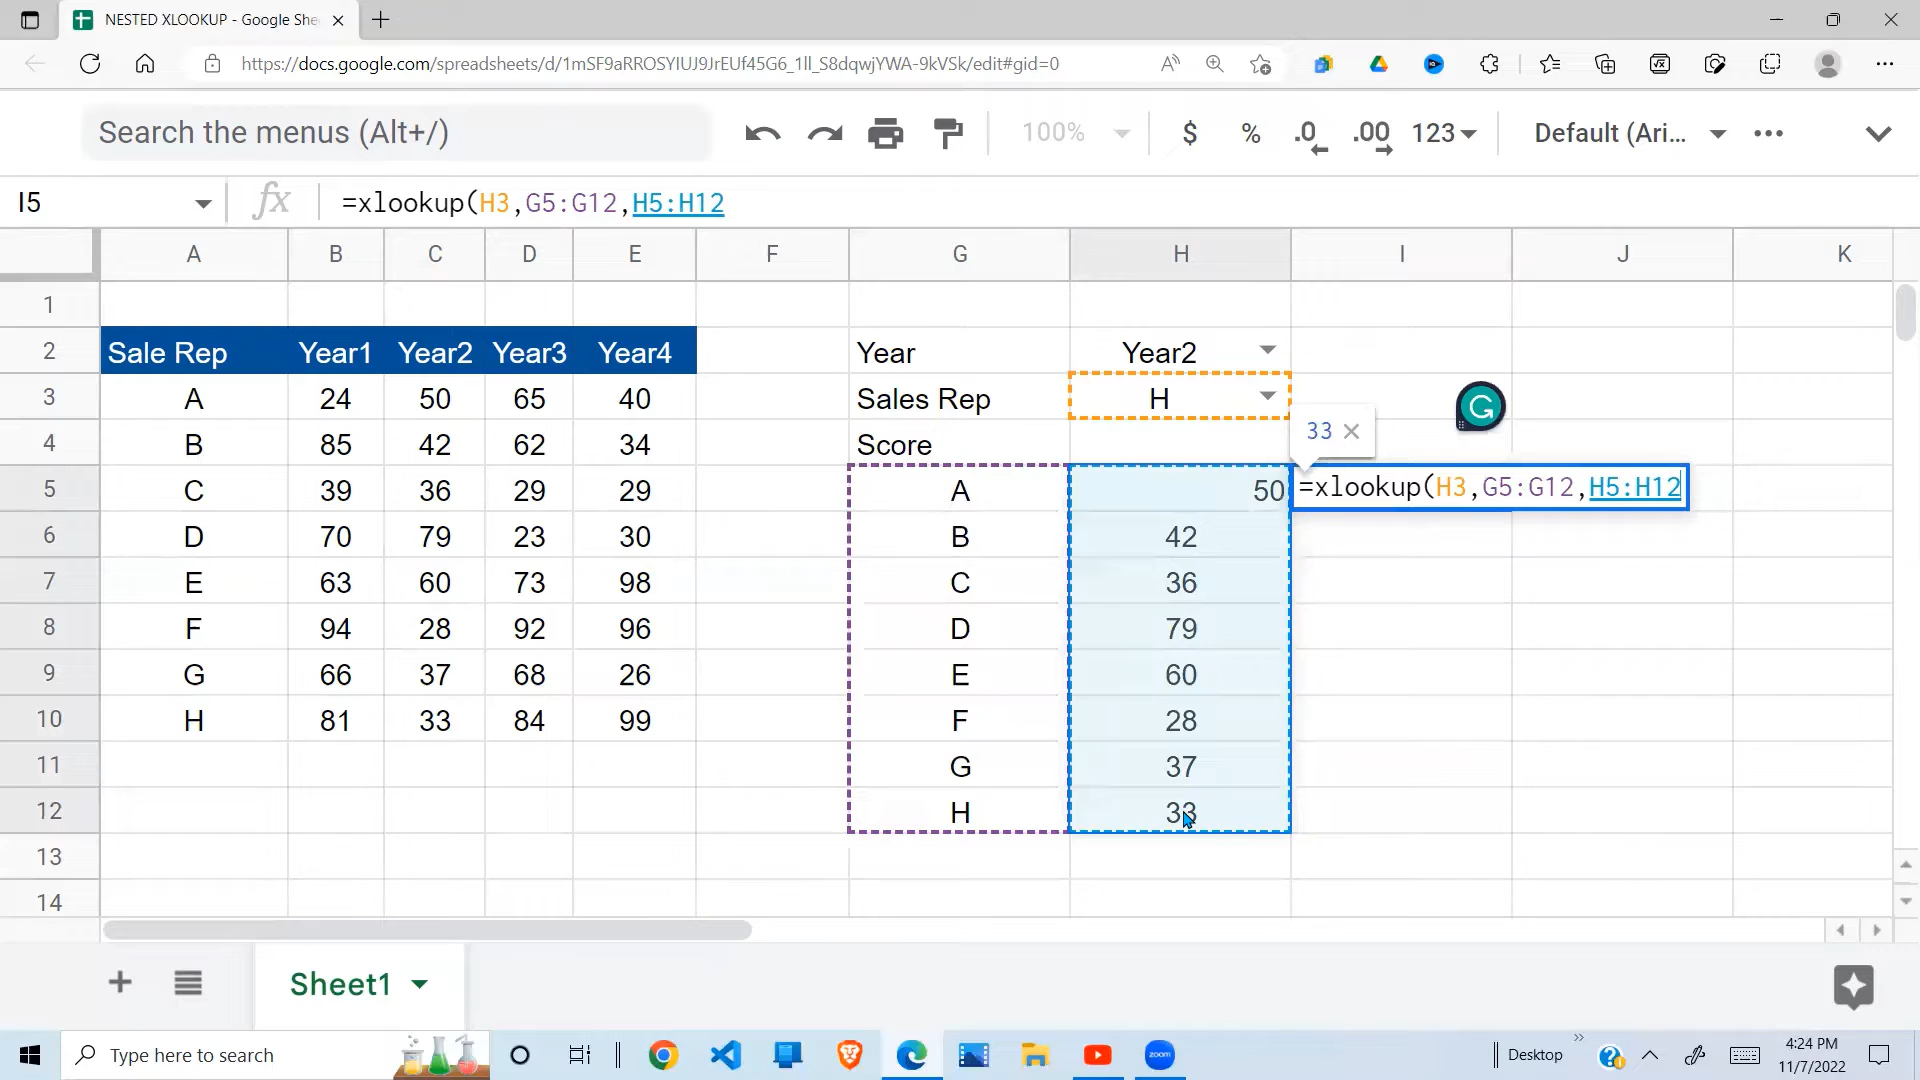 NESTED XLOOKUP - Google She
https://docs.google.com/spreadsheets/d/1mSF9aRROSYIUJ9JrEUf45G6_1ll_S8dqwjYWA-9kVSk/edit#gid=0
Search the menus (Alt+/) 100% $ % .0 .00 123 Default (Ari...
I5 fx =xlookup(H3,G5:G12,H5:H12
A B C D E F G H I J K
1
2 Sale Rep Year1 Year2 Year3 Year4 Year Year2
3 A 24 50 65 40 Sales Rep H
4 B 85 42 62 34 Score 33 ×
5 C 39 36 29 29 A 50 =xlookup(H3,G5:G12,H5:H12
6 D 70 79 23 30 B 42
7 E 63 60 73 98 C 36
8 F 94 28 92 96 D 79
9 G 66 37 68 26 E 60
10 H 81 33 84 99 F 28
11 G 37
12 H 33
13
14
Sheet1
Type here to search zoom Desktop 4:24 PM
11/7/2022